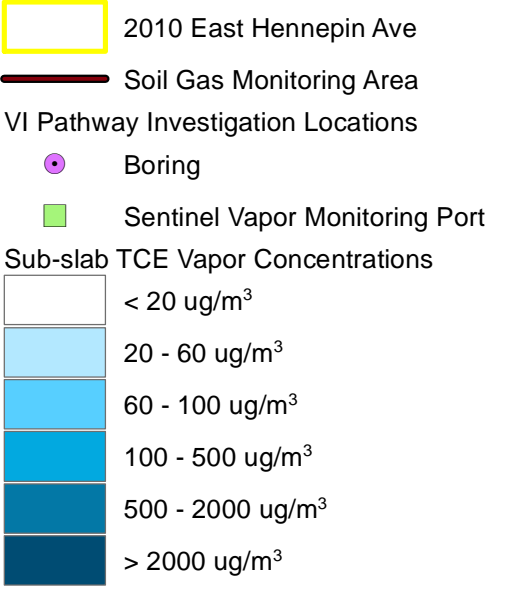 2010 East Hennepin Ave
Soil Gas Monitoring Area
VI Pathway Investigation Locations
Boring
Sentinel Vapor Monitoring Port
Sub-slab TCE Vapor Concentrations
< 20 ug/m³
20 - 60 ug/m³
60 - 100 ug/m³
100 - 500 ug/m³
500 - 2000 ug/m³
> 2000 ug/m³